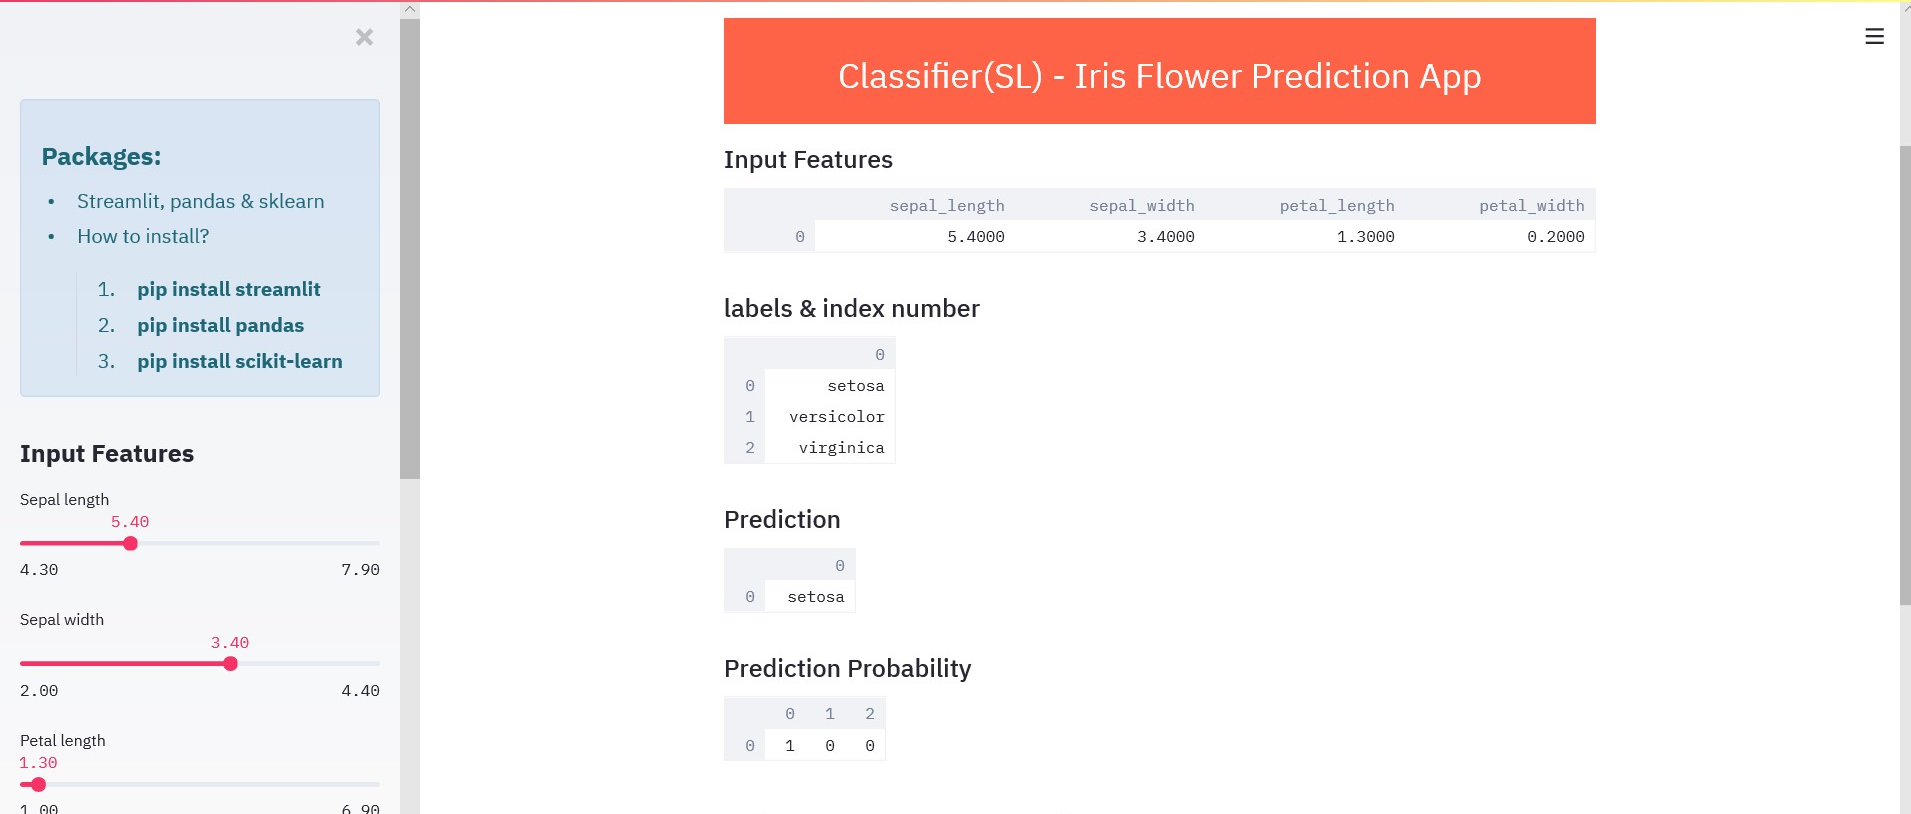 Packages:
• Streamlit, pandas & sklearn
• How to install?
1. pip install streamlit
2. pip install pandas
3. pip install scikit-learn
Input Features
Sepal length
5.40
4.30 7.90
Sepal width
3.40
2.00 4.40
Petal length
1.30
1.00 6.90
Classifier(SL) - Iris Flower Prediction App
Input Features
sepal_length sepal_width petal_length petal_width
0 5.4000 3.4000 1.3000 0.2000
labels & index number
0
0 setosa
1 versicolor
2 virginica
Prediction
0
0 setosa
Prediction Probability
0 1 2
0 1 0 0